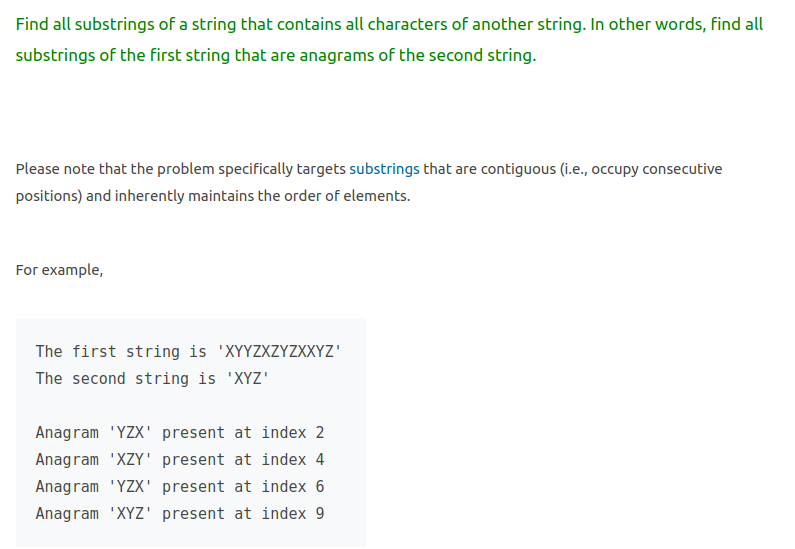 Find all substrings of a string that contains all characters of another string. In other words, find all
substrings of the first string that are anagrams of the second string.
Please note that the problem specifically targets substrings that are contiguous (i.e., occupy consecutive
positions) and inherently maintains the order of elements.
For example,
The first string is 'XYYZXZYZXXYZ'
The second string is 'XYZ'
Anagram 'YZX' present at index 2
Anagram 'XZY' present at index 4
Anagram 'YZX' present at index 6
Anagram 'XYZ' present at index 9